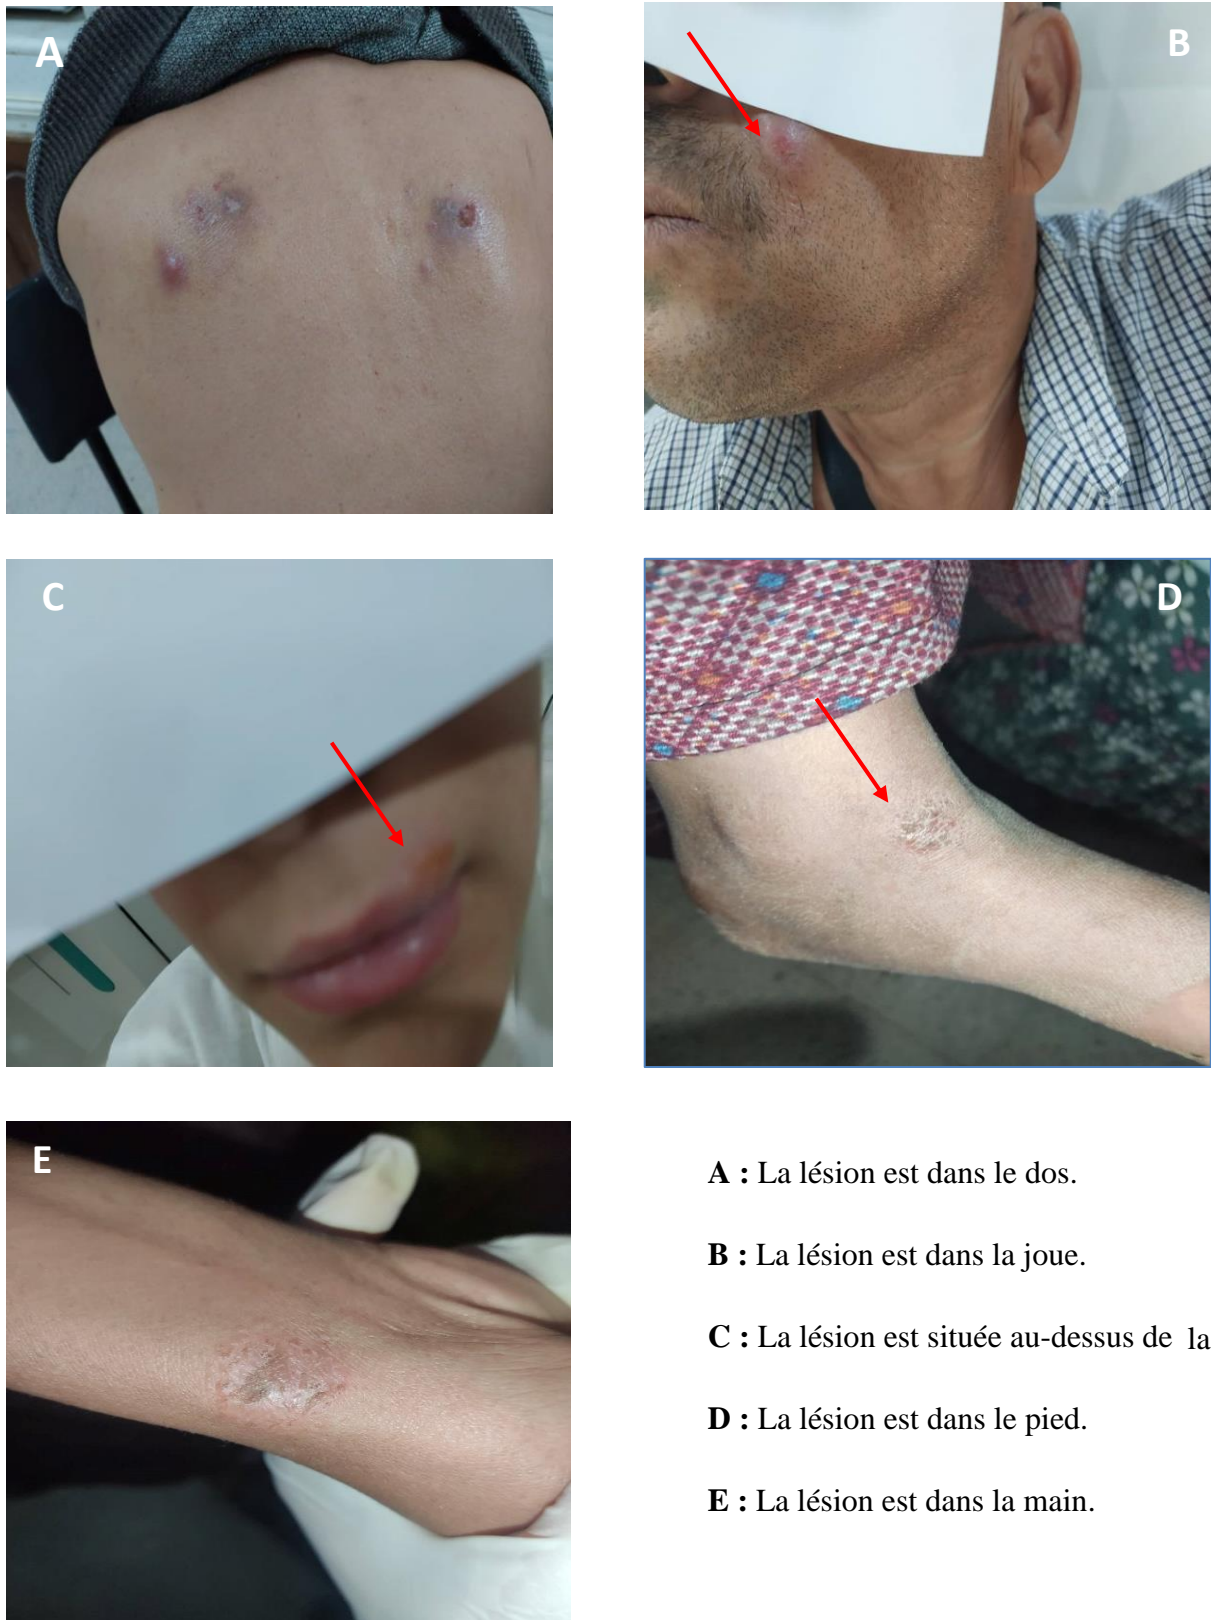 A
B
C
D
E
A : La lésion est dans le dos.
B : La lésion est dans la joue.
C : La lésion est située au-dessus de la
D : La lésion est dans le pied.
E : La lésion est dans la main.